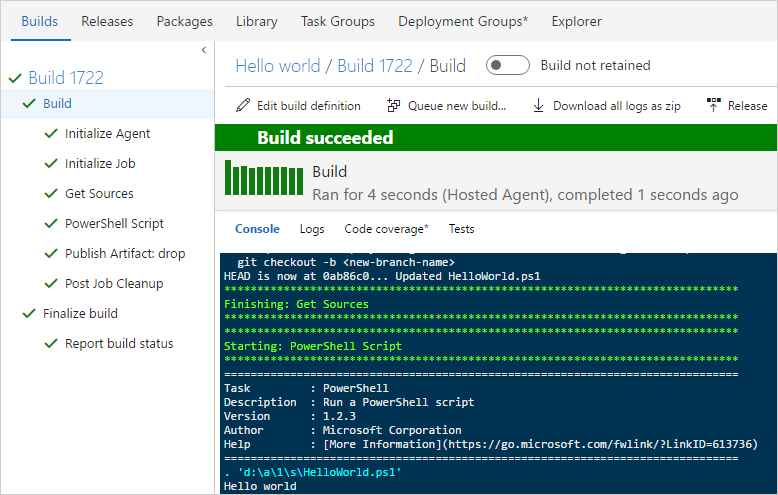 Builds Releases Packages Library Task Groups Deployment Groups* Explorer
Build 1722
Build
Initialize Agent
Initialize Job
Get Sources
PowerShell Script
Publish Artifact: drop
Post Job Cleanup
Finalize build
Report build status
Hello world / Build 1722 / Build Build not retained
Edit build definition Queue new build... Download all logs as zip Release
Build succeeded
Build
Ran for 4 seconds (Hosted Agent), completed 1 seconds ago
Console Logs Code coverage* Tests
git checkout -b <new-branch-name>
HEAD is now at 0ab86c0... Updated HelloWorld.ps1
******************************************************************************
Finishing: Get Sources
******************************************************************************
******************************************************************************
Starting: PowerShell Script
******************************************************************************
==============================================================================
Task : PowerShell
Description : Run a PowerShell script
Version : 1.2.3
Author : Microsoft Corporation
Help : [More Information](https://go.microsoft.com/fwlink/?LinkID=613736)
==============================================================================
. 'd:\a\1\s\HelloWorld.ps1'
Hello world